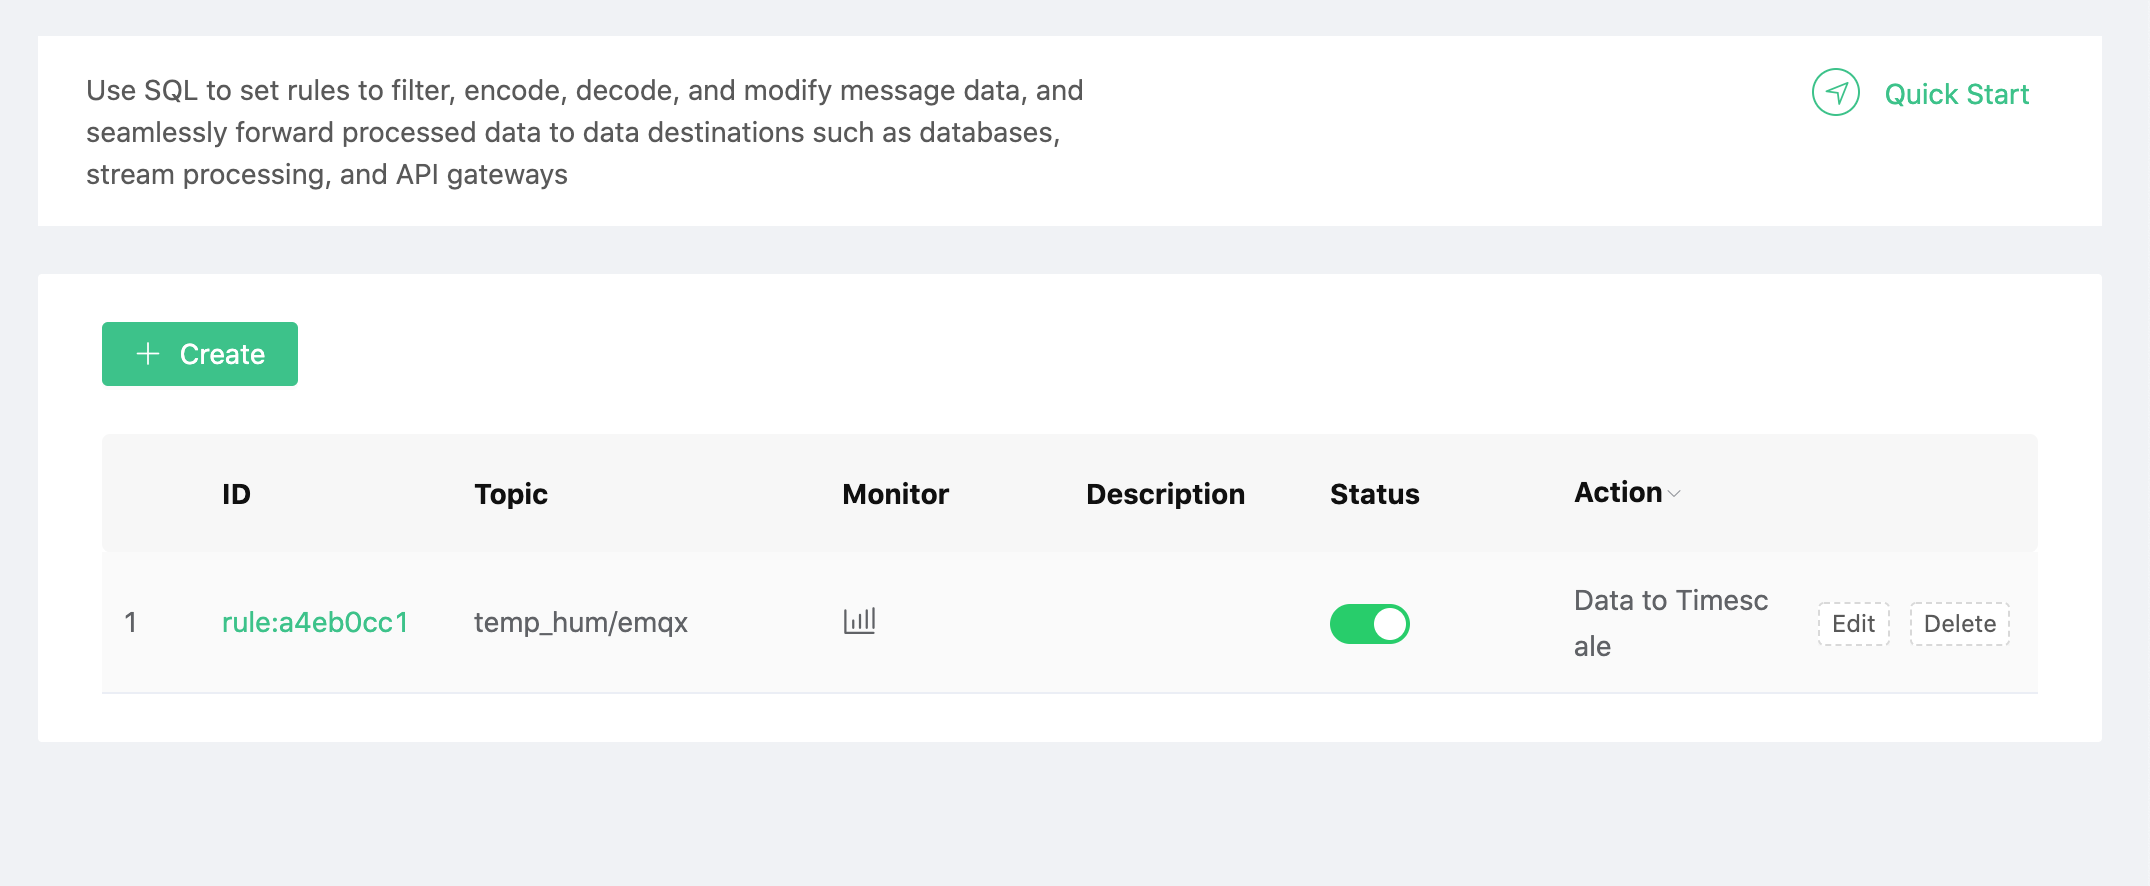 Use SQL to set rules to filter, encode, decode, and modify message data, and
seamlessly forward processed data to data destinations such as databases,
stream processing, and API gateways
Quick Start
Create
ID Topic Monitor Description Status Action
1 rule:a4eb0cc1 temp_hum/emqx Data to Timesc
ale
Edit Delete